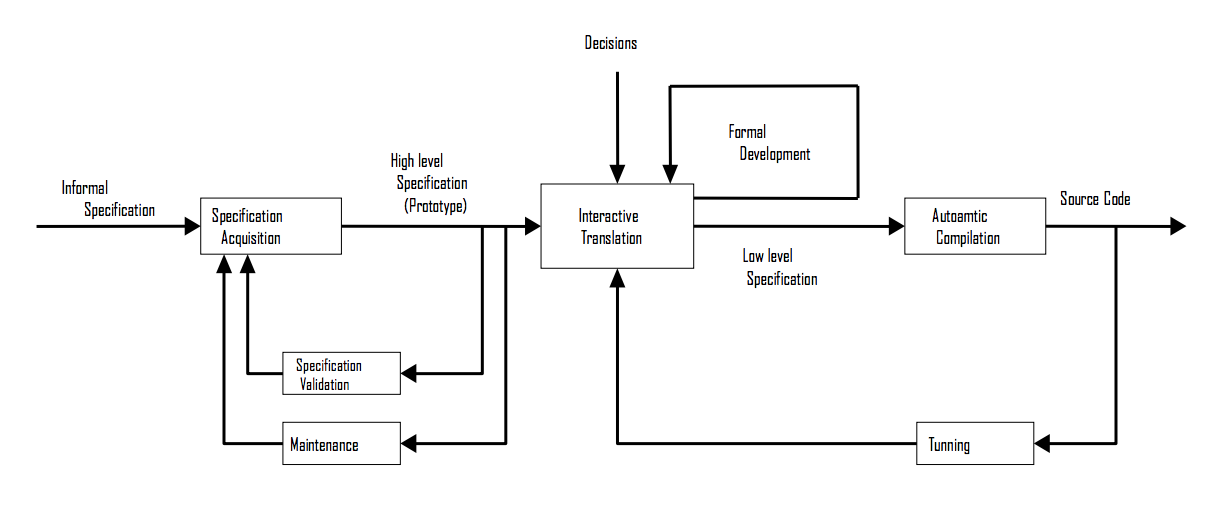 Decisions
Formal
Development
High level
Specification
(Prototype)
Informal
Specification
Specification
Acquisition
Interactive
Translation
Autoamtic
Compilation
Source Code
Low level
Specification
Specification
Validation
Maintenance
Tunning